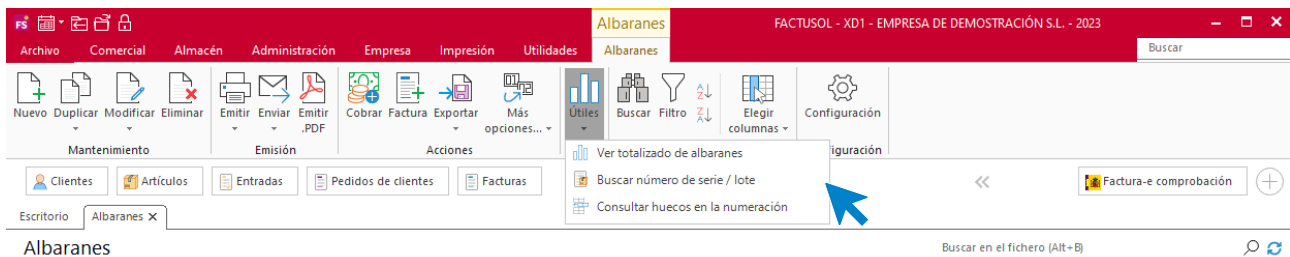 FS Albaranes FACTUSOL - XD1 - EMPRESA DE DEMOSTRACIÓN S.L. - 2023
Archivo Comercial Almacén Administración Empresa Impresión Utilidades Albaranes Buscar
Nuevo Duplicar Modificar Eliminar Emitir Enviar Emitir .PDF Cobrar Factura Exportar Más opciones... Útiles Buscar Filtro Elegir columnas Configuración
Mantenimiento Emisión Acciones iguración
Ver totalizado de albaranes
Buscar número de serie / lote
Consultar huecos en la numeración
Clientes Artículos Entradas Pedidos de clientes Facturas Factura-e comprobación
Escritorio Albaranes
Albaranes Buscar en el fichero (Alt+B)